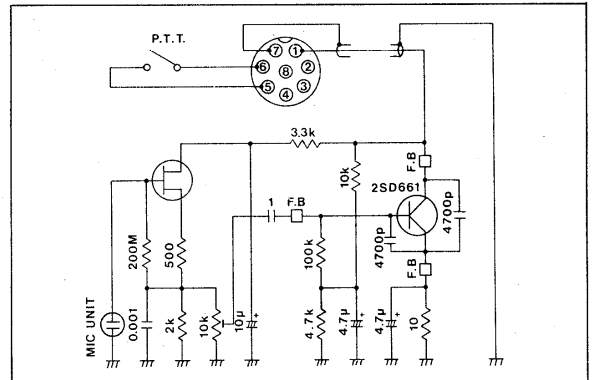 P.T.T.
7 1
6 8 2
5 4 3
3.3k
F.B
10k
2SD661
1 F.B
4700p
200M
500
100k
4700p
F.B
MIC UNIT
0.001
2k
10k
10μ +
4.7k
4.7μ +
4.7μ +
10